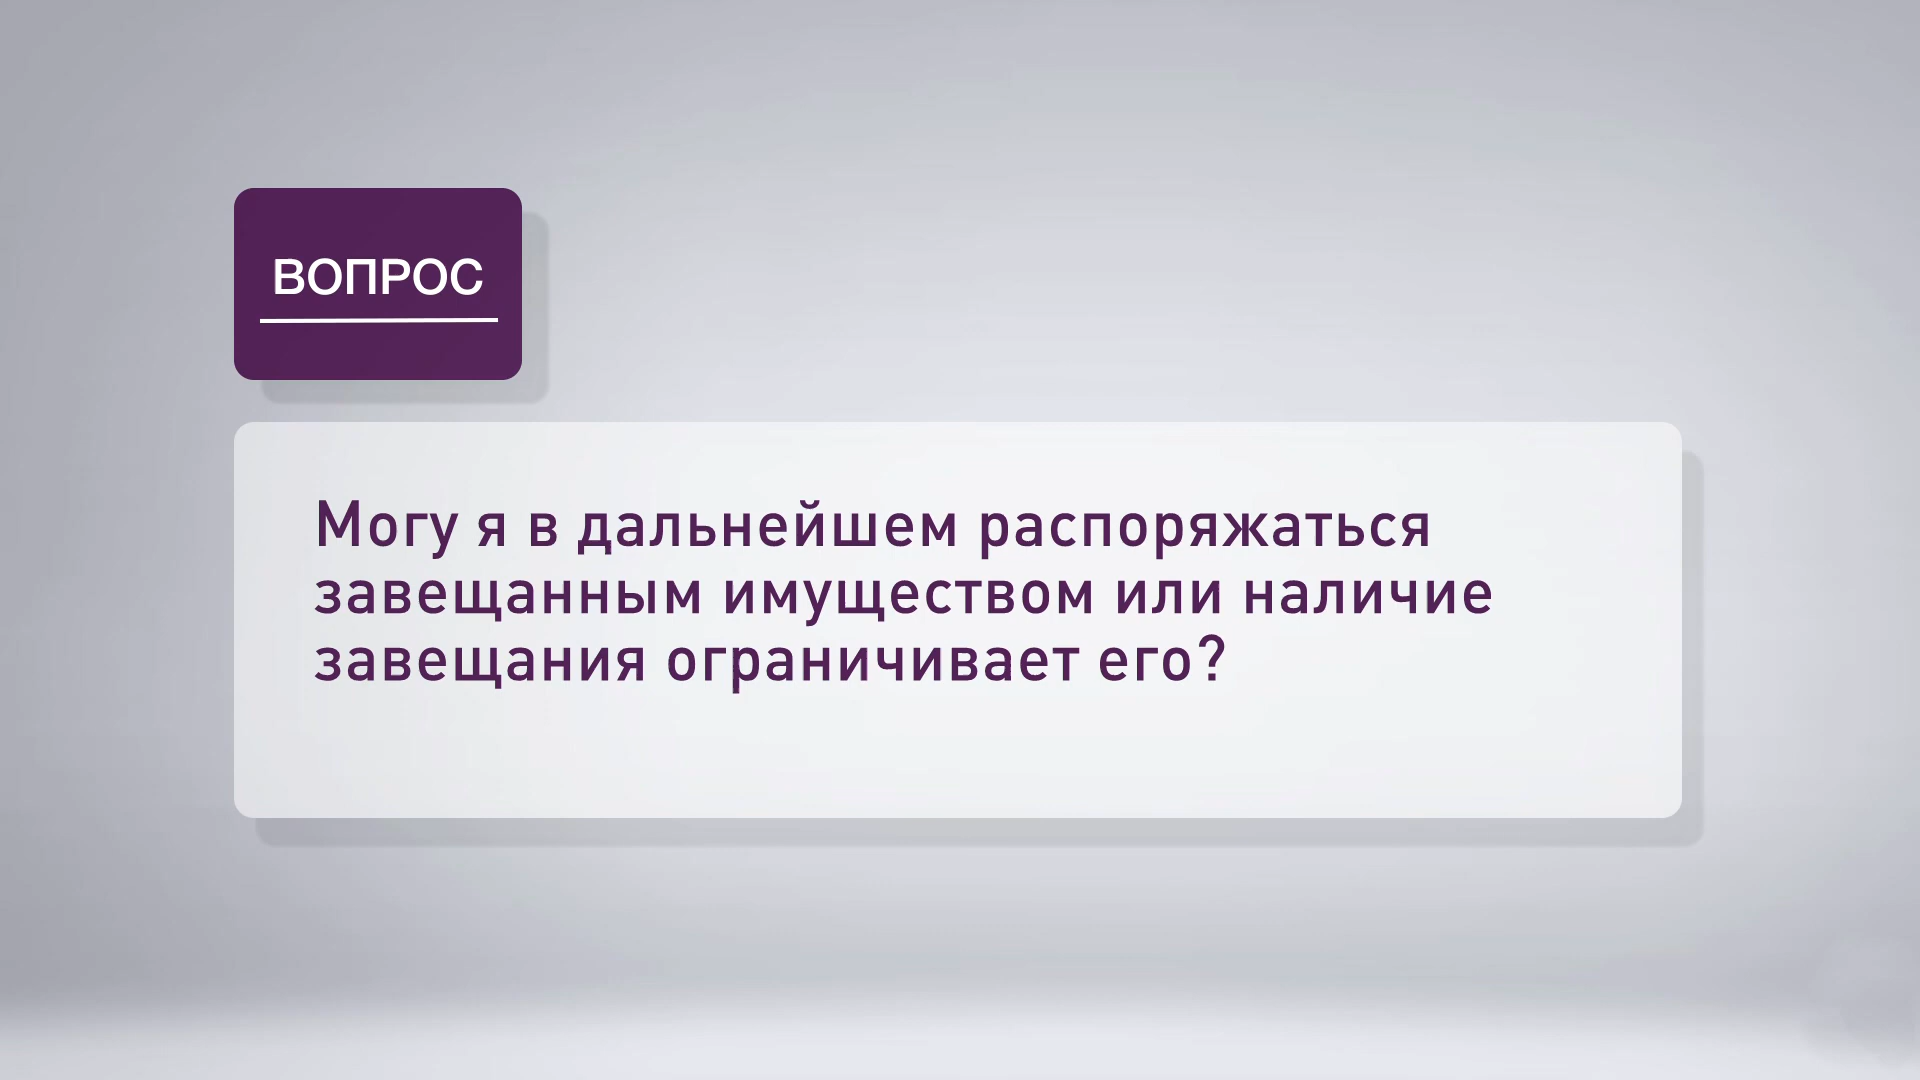 ВОПРОС
Могу я в дальнейшем распоряжаться
завещанным имуществом или наличие
завещания ограничивает его?